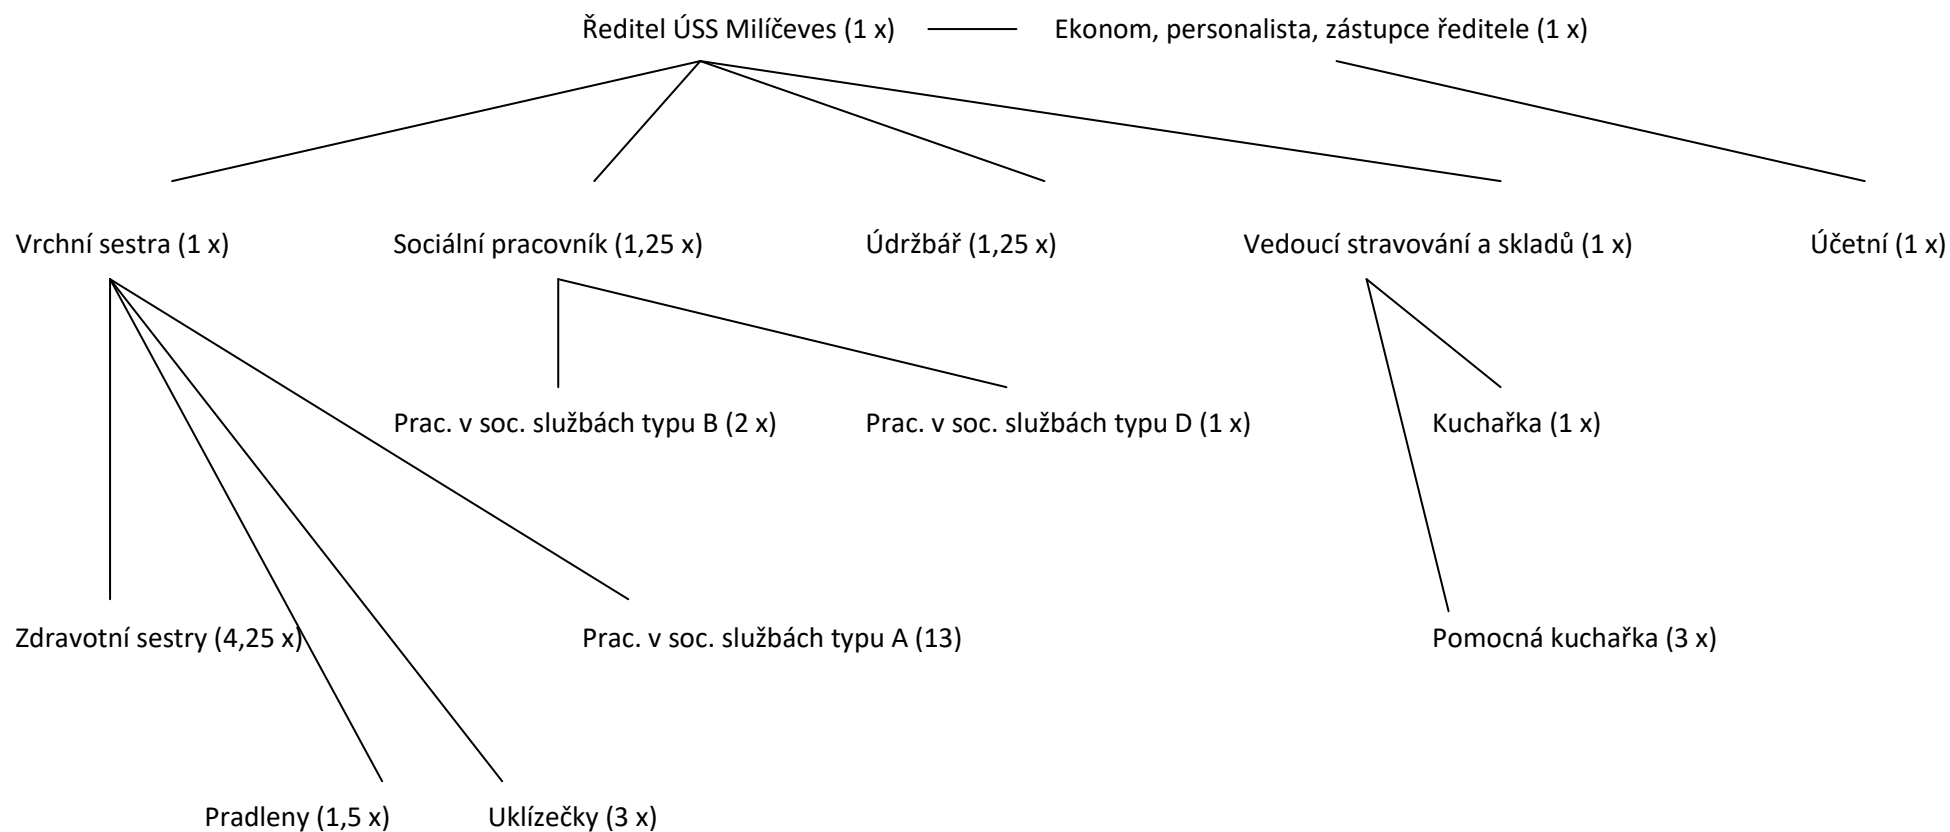 Ředitel ÚSS Milíčeves (1 x) Ekonom, personalista, zástupce ředitele (1 x)
Vrchní sestra (1 x) Sociální pracovník (1,25 x) Údržbář (1,25 x) Vedoucí stravování a skladů (1 x) Účetní (1 x)
Prac. v soc. službách typu B (2 x) Prac. v soc. službách typu D (1 x) Kuchařka (1 x)
Zdravotní sestry (4,25 x) Prac. v soc. službách typu A (13) Pomocná kuchařka (3 x)
Pradleny (1,5 x) Uklízečky (3 x)